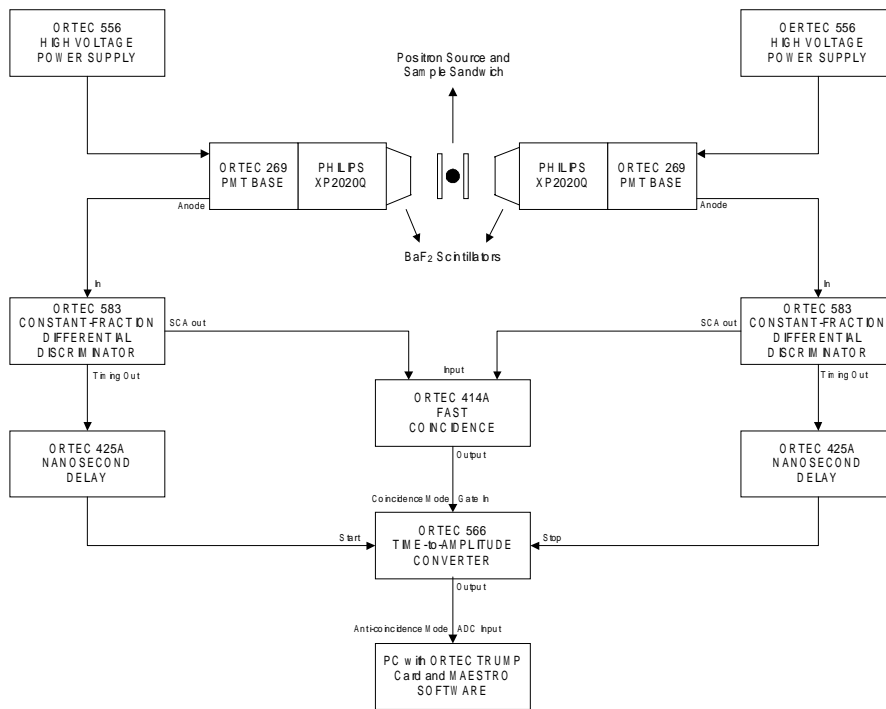 ORTEC 556
HIGH VOLTAGE
POWER SUPPLY
OERTEC 556
HIGH VOLTAGE
POWER SUPPLY
Positron Source and
Sample Sandwich
ORTEC 269
PMT BASE
PHILIPS
XP2020Q
PHILIPS
XP2020Q
ORTEC 269
PMT BASE
Anode
Anode
BaF2 Scintillators
In
In
ORTEC 583
CONSTANT-FRACTION
DIFFERENTIAL
DISCRIMINATOR
SCA out
SCA out
ORTEC 583
CONSTANT-FRACTION
DIFFERENTIAL
DISCRIMINATOR
Timing Out
Input
Timing Out
ORTEC 414A
FAST
COINCIDENCE
ORTEC 425A
NANOSECOND
DELAY
Output
ORTEC 425A
NANOSECOND
DELAY
Coincidence Mode Gate In
Start
ORTEC 566
TIME-to-AMPLITUDE
CONVERTER
Stop
Output
Anti-coincidence Mode ADC Input
PC with ORTEC TRUMP
Card and MAESTRO
SOFTWARE